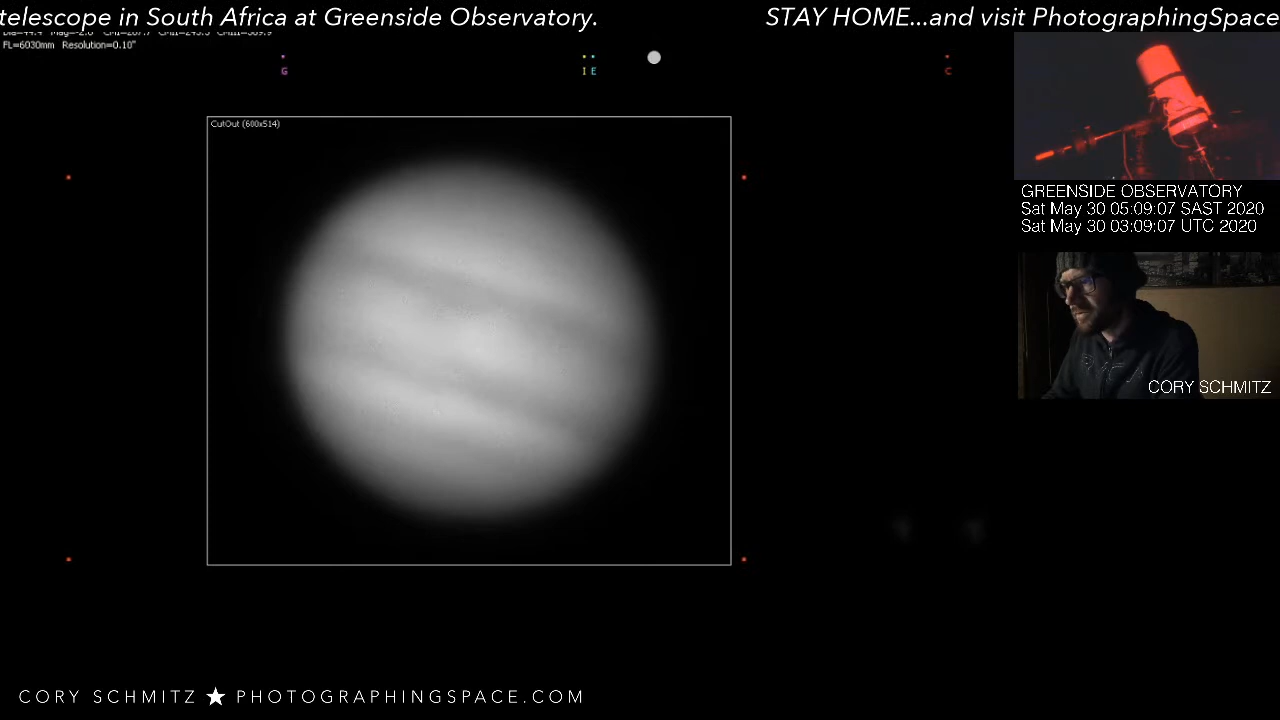 telescope in South Africa at Greenside Observatory.
STAY HOME...and visit PhotographingSpace
FL=6030mm Resolution=0.10"
G
I E
C
CutOut (600x514)
GREENSIDE OBSERVATORY
Sat May 30 05:09:07 SAST 2020
Sat May 30 03:09:07 UTC 2020
CORY SCHMITZ
CORY SCHMITZ ★ PHOTOGRAPHINGSPACE.COM